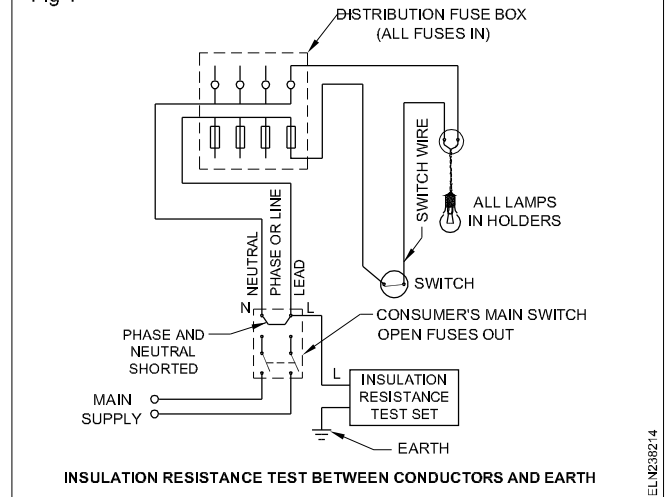 DISTRIBUTION FUSE BOX
(ALL FUSES IN)
SWITCH WIRE
ALL LAMPS
IN HOLDERS
NEUTRAL
PHASE OR LINE
LEAD
SWITCH
N
L
CONSUMER'S MAIN SWITCH
OPEN FUSES OUT
PHASE AND
NEUTRAL
SHORTED
L
INSULATION
RESISTANCE
TEST SET
MAIN
SUPPLY
EARTH
INSULATION RESISTANCE TEST BETWEEN CONDUCTORS AND EARTH
ELN238214